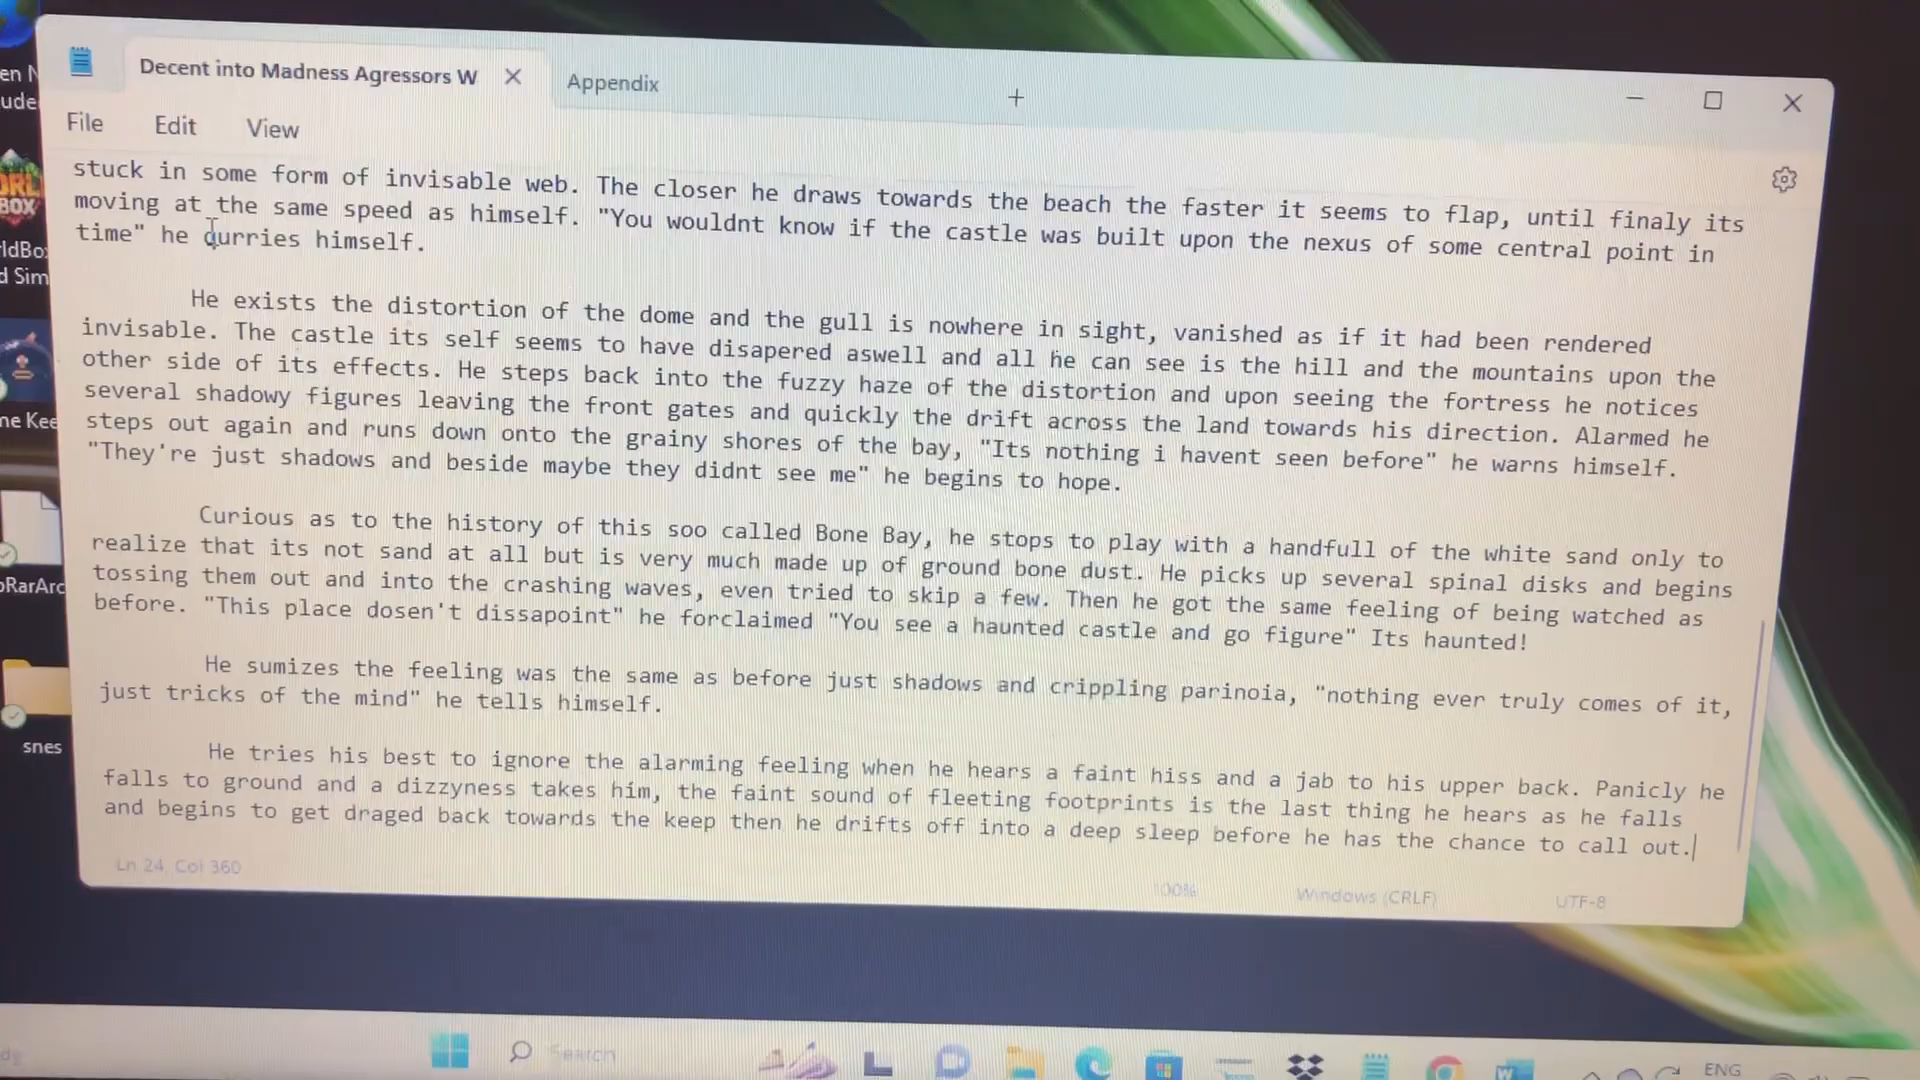 Decent into Madness Agressors W
Appendix
File Edit View
stuck in some form of invisable web. The closer he draws towards the beach the faster it seems to flap, until finaly its
moving at the same speed as himself. "You wouldnt know if the castle was built upon the nexus of some central point in
time" he qurries himself.
He exists the distortion of the dome and the gull is nowhere in sight, vanished as if it had been rendered
invisable. The castle its self seems to have disapered aswell and all he can see is the hill and the mountains upon the
other side of its effects. He steps back into the fuzzy haze of the distortion and upon seeing the fortress he notices
several shadowy figures leaving the front gates and quickly the drift across the land towards his direction. Alarmed he
steps out again and runs down onto the grainy shores of the bay, "Its nothing i havent seen before" he warns himself.
"They're just shadows and beside maybe they didnt see me" he begins to hope.
Curious as to the history of this soo called Bone Bay, he stops to play with a handfull of the white sand only to
realize that its not sand at all but is very much made up of ground bone dust. He picks up several spinal disks and begins
tossing them out and into the crashing waves, even tried to skip a few. Then he got the same feeling of being watched as
before. "This place dosen't dissapoint" he forclaimed "You see a haunted castle and go figure" Its haunted!
He sumizes the feeling was the same as before just shadows and crippling parinoia, "nothing ever truly comes of it,
just tricks of the mind" he tells himself.
He tries his best to ignore the alarming feeling when he hears a faint hiss and a jab to his upper back. Panicly he
falls to ground and a dizzyness takes him, the faint sound of fleeting footprints is the last thing he hears as he falls
and begins to get draged back towards the keep then he drifts off into a deep sleep before he has the chance to call out.
Ln 24, Col 360
100%
Windows (CRLF)
UTF-8
snes
Search
ENG